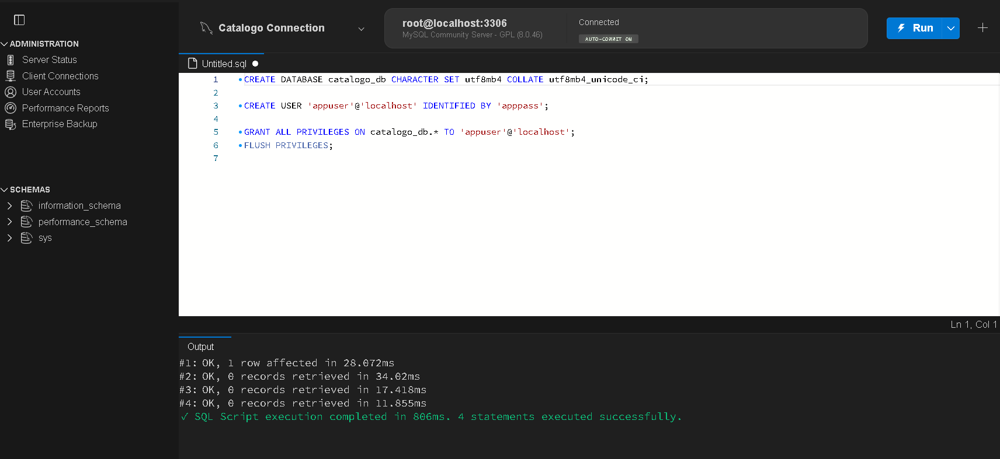 Catalogo Connection
root@localhost:3306
MySQL Community Server - GPL (8.0.46)
Connected
AUTO-COMMIT ON
Run
ADMINISTRATION
Server Status
Client Connections
User Accounts
Performance Reports
Enterprise Backup
SCHEMAS
information_schema
performance_schema
sys
Untitled.sql
1 CREATE DATABASE catalogo_db CHARACTER SET utf8mb4 COLLATE utf8mb4_unicode_ci;
2
3 CREATE USER 'appuser'@'localhost' IDENTIFIED BY 'apppass';
4
5 GRANT ALL PRIVILEGES ON catalogo_db.* TO 'appuser'@'localhost';
6 FLUSH PRIVILEGES;
7
Ln 1, Col 1
Output
#1: OK, 1 row affected in 28.072ms
#2: OK, 0 records retrieved in 34.02ms
#3: OK, 0 records retrieved in 17.418ms
#4: OK, 0 records retrieved in 11.855ms
✓ SQL Script execution completed in 806ms. 4 statements executed successfully.